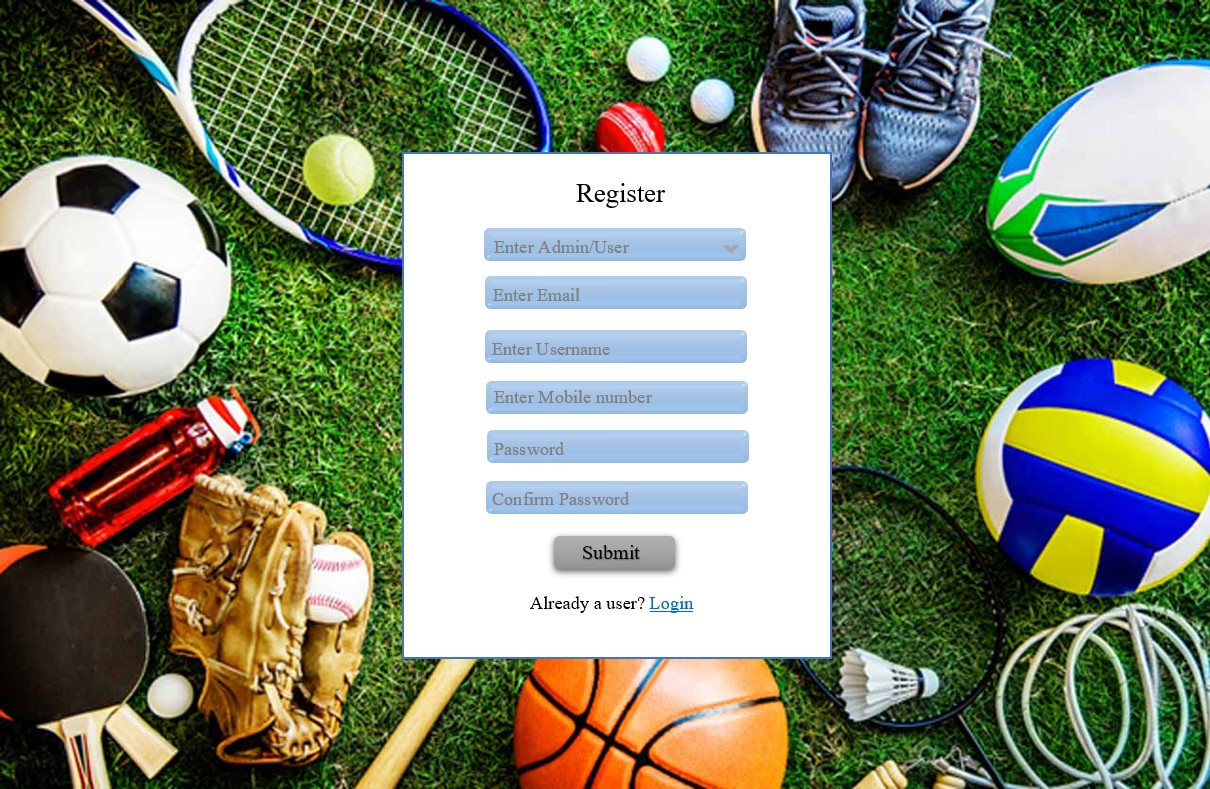 Register
Enter Admin/User
Enter Email
Enter Username
Enter Mobile number
Password
Confirm Password
Submit
Already a user? Login